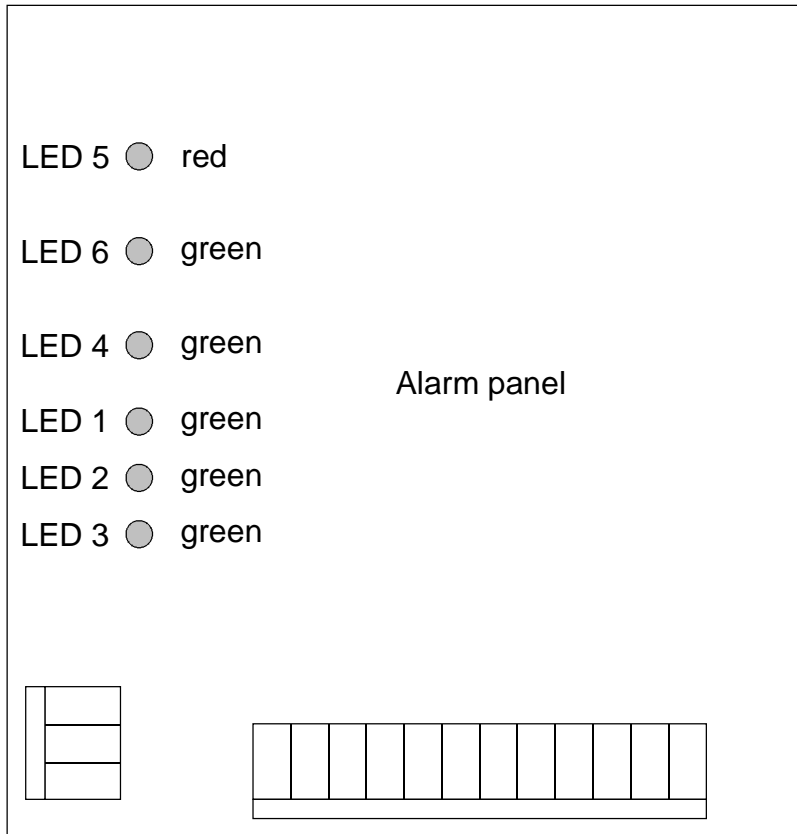 LED 5 red
LED 6 green
LED 4 green
Alarm panel
LED 1 green
LED 2 green
LED 3 green